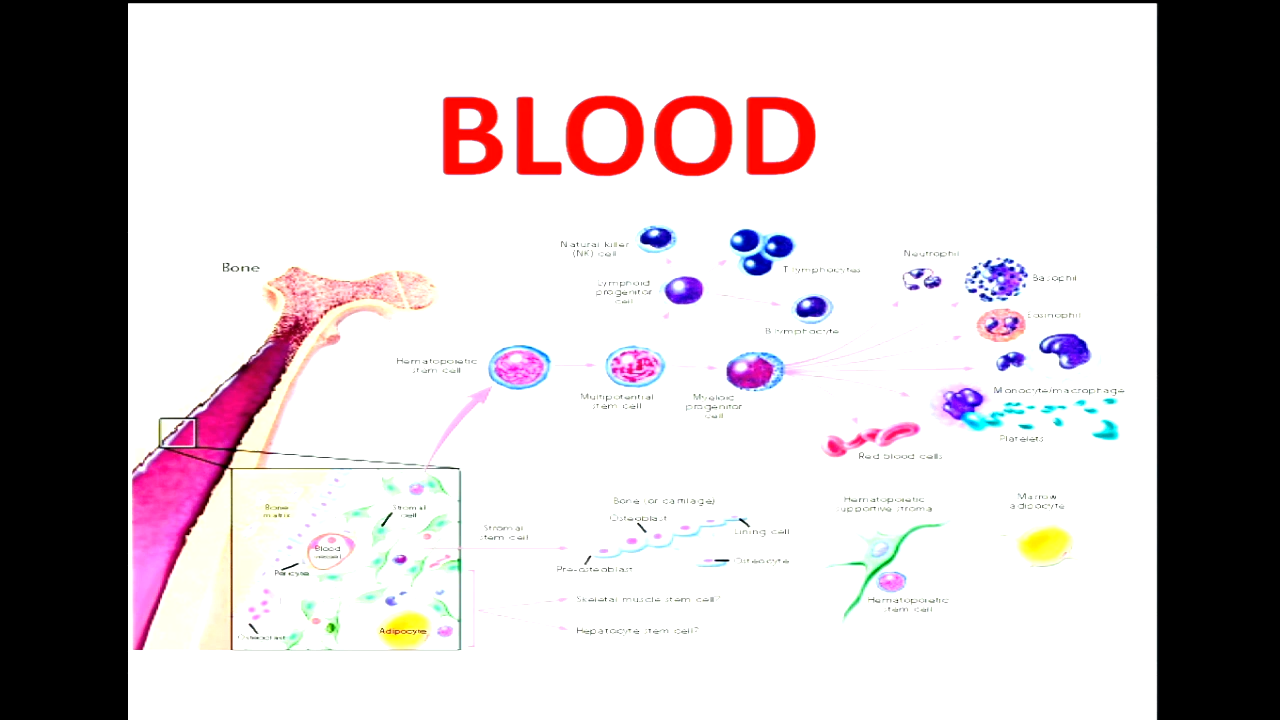 BLOOD
Natural killer
(NK) cell
T lymphocytes
Neutrophil
Basophil
Bone
Lymphoid
progenitor
cell
B lymphocyte
Eosinophil
Hematopoietic
stem cell
Multipotential
stem cell
Myeloid
progenitor
cell
Monocyte/macrophage
Platelets
Red blood cells
Bone
matrix
Stromal
cell
Blood
vessel
Pericyte
Osteoclast
Adipocyte
Stromal
stem cell
Bone (or cartilage)
Osteoblast
Lining cell
Pre-osteoblast
Osteocyte
Skeletal muscle stem cell?
Hepatocyte stem cell?
Hematopoietic
supportive stroma
Marrow
adipocyte
Hematopoietic
stem cell